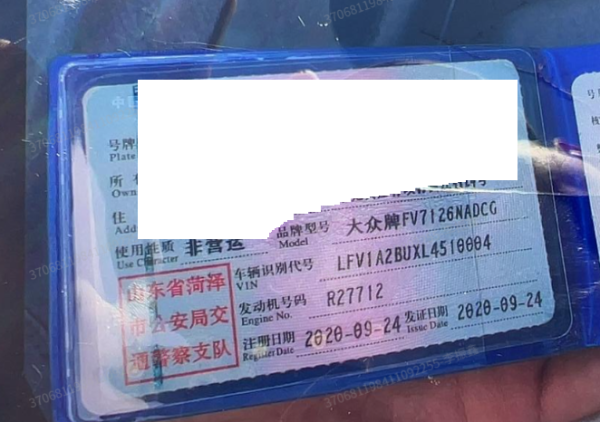 号牌
Plate
所
Own
住
Add
使用性质 非营运 品牌型号 大众牌FV7126NADCG
Use Character Model
车辆识别代号 LFV1A2BUXL4510004
VIN
发动机号码 R27712
Engine No.
注册日期 2020-09-24 发证日期 2020-09-24
Register Date Issue Date
山东省菏泽
市公安局交
通警察支队